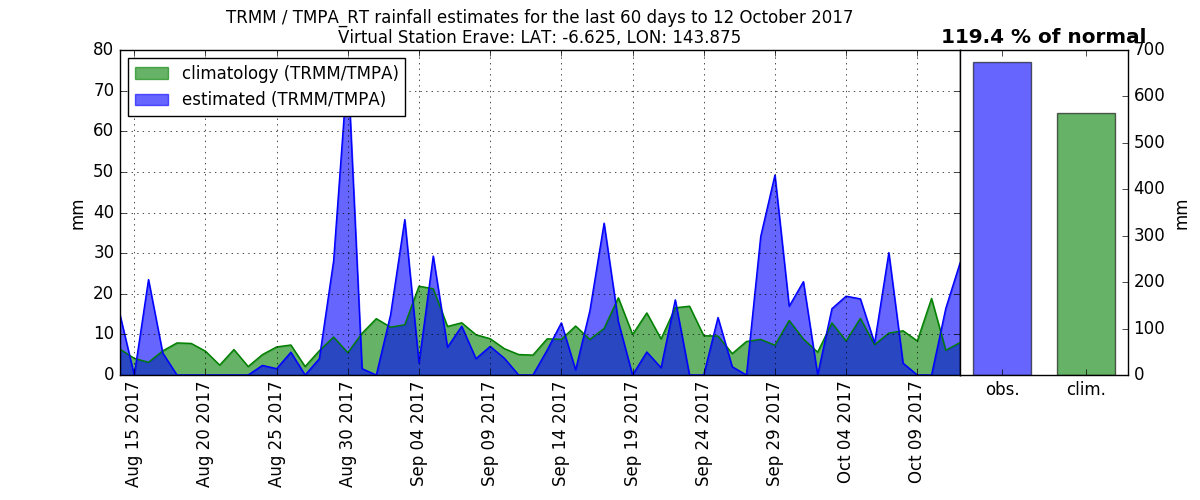 TRMM / TMPA_RT rainfall estimates for the last 60 days to 12 October 2017
Virtual Station Erave: LAT: -6.625, LON: 143.875
119.4 % of normal
climatology (TRMM/TMPA)
estimated (TRMM/TMPA)
mm
80
70
60
50
40
30
20
10
0
Aug 15 2017
Aug 20 2017
Aug 25 2017
Aug 30 2017
Sep 04 2017
Sep 09 2017
Sep 14 2017
Sep 19 2017
Sep 24 2017
Sep 29 2017
Oct 04 2017
Oct 09 2017
obs.
clim.
700
600
500
400
300
200
100
0
mm